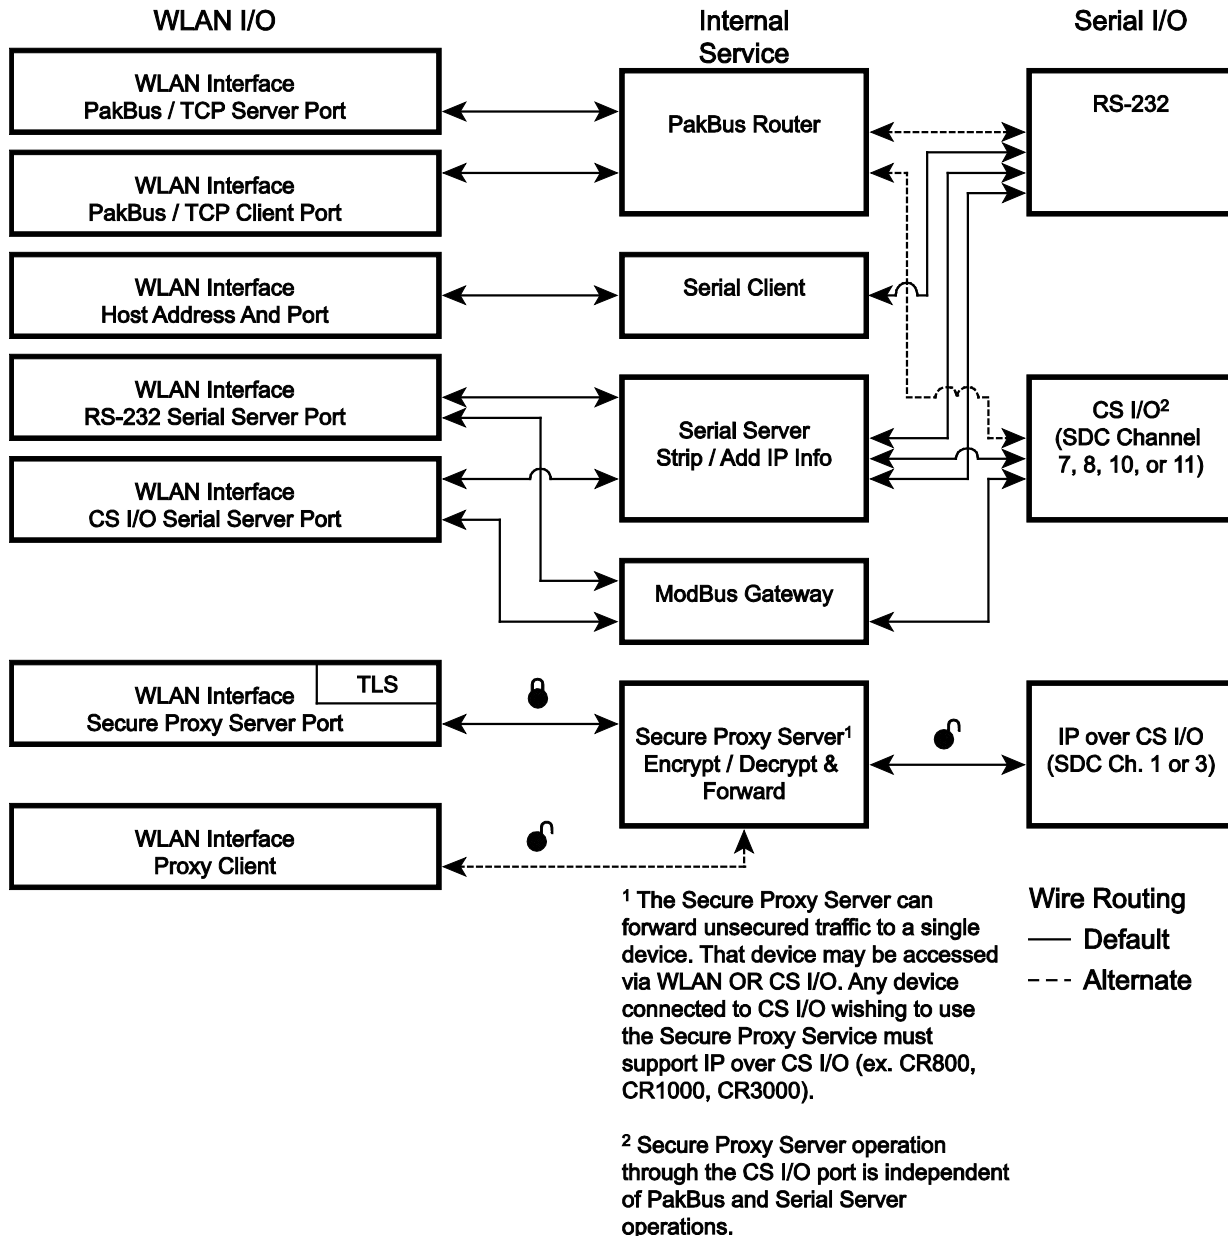 WLAN I/O
Internal
Service
Serial I/O
WLAN Interface
PakBus / TCP Server Port
WLAN Interface
PakBus / TCP Client Port
WLAN Interface
Host Address And Port
WLAN Interface
RS-232 Serial Server Port
WLAN Interface
CS I/O Serial Server Port
TLS
WLAN Interface
Secure Proxy Server Port
WLAN Interface
Proxy Client
PakBus Router
Serial Client
Serial Server
Strip / Add IP Info
ModBus Gateway
Secure Proxy Server¹
Encrypt / Decrypt &
Forward
RS-232
CS I/O²
(SDC Channel
7, 8, 10, or 11)
IP over CS I/O
(SDC Ch. 1 or 3)
¹ The Secure Proxy Server can
forward unsecured traffic to a single
device. That device may be accessed
via WLAN OR CS I/O. Any device
connected to CS I/O wishing to use
the Secure Proxy Service must
support IP over CS I/O (ex. CR800,
CR1000, CR3000).
² Secure Proxy Server operation
through the CS I/O port is independent
of PakBus and Serial Server
operations.
Wire Routing
Default
Alternate